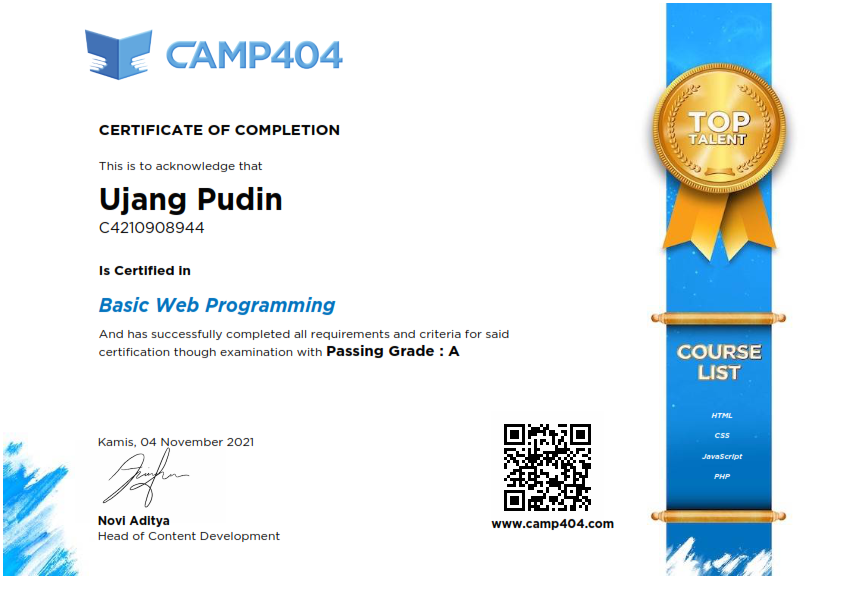 CAMP404
CERTIFICATE OF COMPLETION
This is to acknowledge that
Ujang Pudin
C4210908944
Is Certified in
Basic Web Programming
And has successfully completed all requirements and criteria for said
certification though examination with Passing Grade : A
Kamis, 04 November 2021
Novi Aditya
Head of Content Development
www.camp404.com
TOP
TALENT
COURSE
LIST
HTML
CSS
JavaScript
PHP